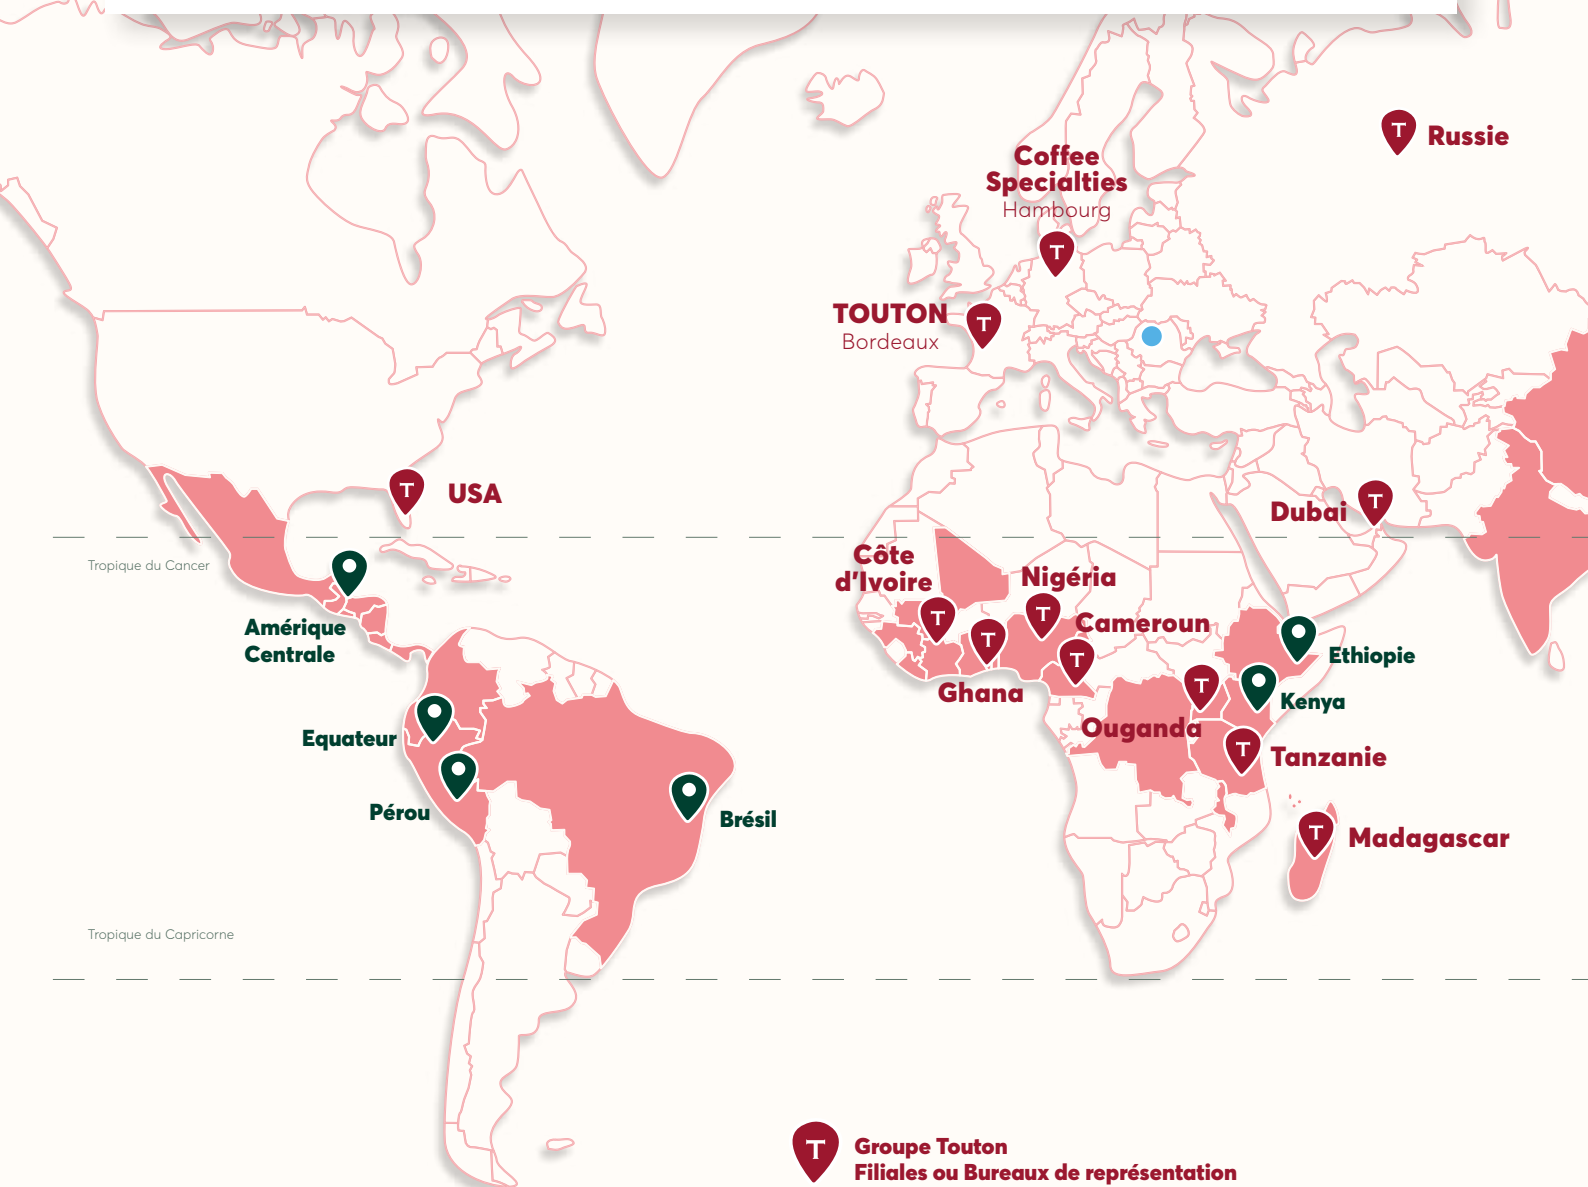 Russie
Coffee
Specialties
Hambourg
TOUTON
Bordeaux
USA
Dubai
Tropique du Cancer
Côte
d'Ivoire
Nigéria
Cameroun
Amérique
Centrale
Ethiopie
Ghana
Kenya
Ouganda
Equateur
Tanzanie
Pérou
Brésil
Madagascar
Tropique du Capricorne
T Groupe Touton
Filiales ou Bureaux de représentation